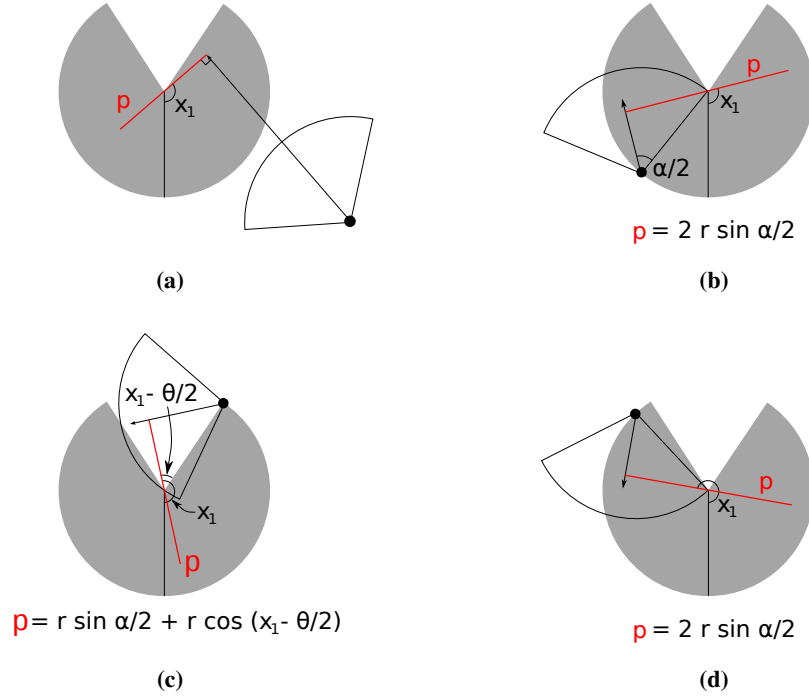 p
x₁
(a)
x₁
α/2
p = 2 r sin α/2
(b)
x₁- θ/2
x₁
p
p = r sin α/2 + r cos (x₁- θ/2)
(c)
p
x₁
p = 2 r sin α/2
(d)